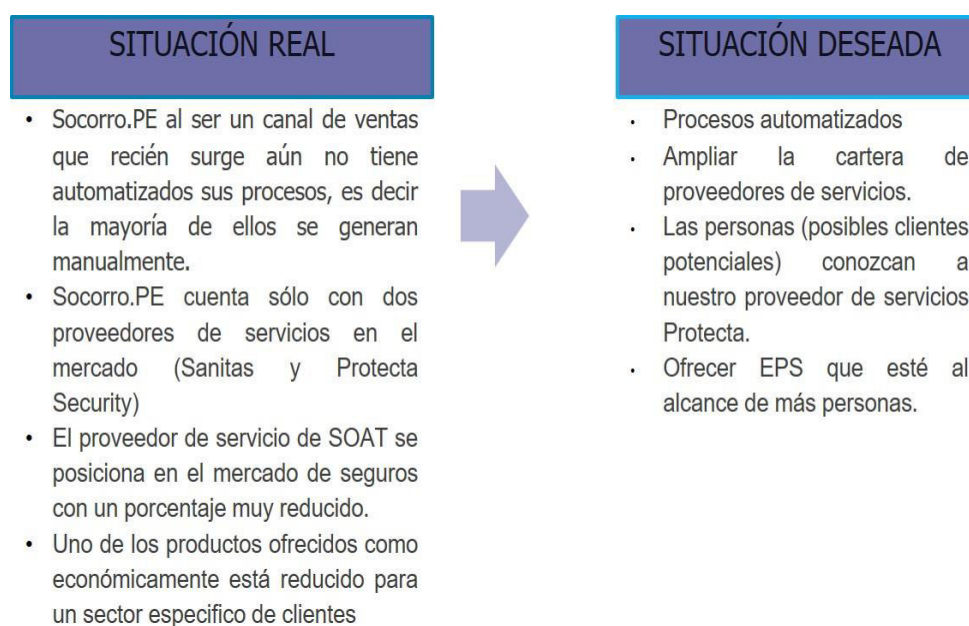 SITUACIÓN REAL
• Socorro.PE al ser un canal de ventas
que recién surge aún no tiene
automatizados sus procesos, es decir
la mayoría de ellos se generan
manualmente.
• Socorro.PE cuenta sólo con dos
proveedores de servicios en el
mercado (Sanitas y Protecta
Security)
• El proveedor de servicio de SOAT se
posiciona en el mercado de seguros
con un porcentaje muy reducido.
• Uno de los productos ofrecidos como
económicamente está reducido para
un sector especifico de clientes
SITUACIÓN DESEADA
• Procesos automatizados
• Ampliar la cartera de
proveedores de servicios.
• Las personas (posibles clientes
potenciales) conozcan a
nuestro proveedor de servicios
Protecta.
• Ofrecer EPS que esté al
alcance de más personas.